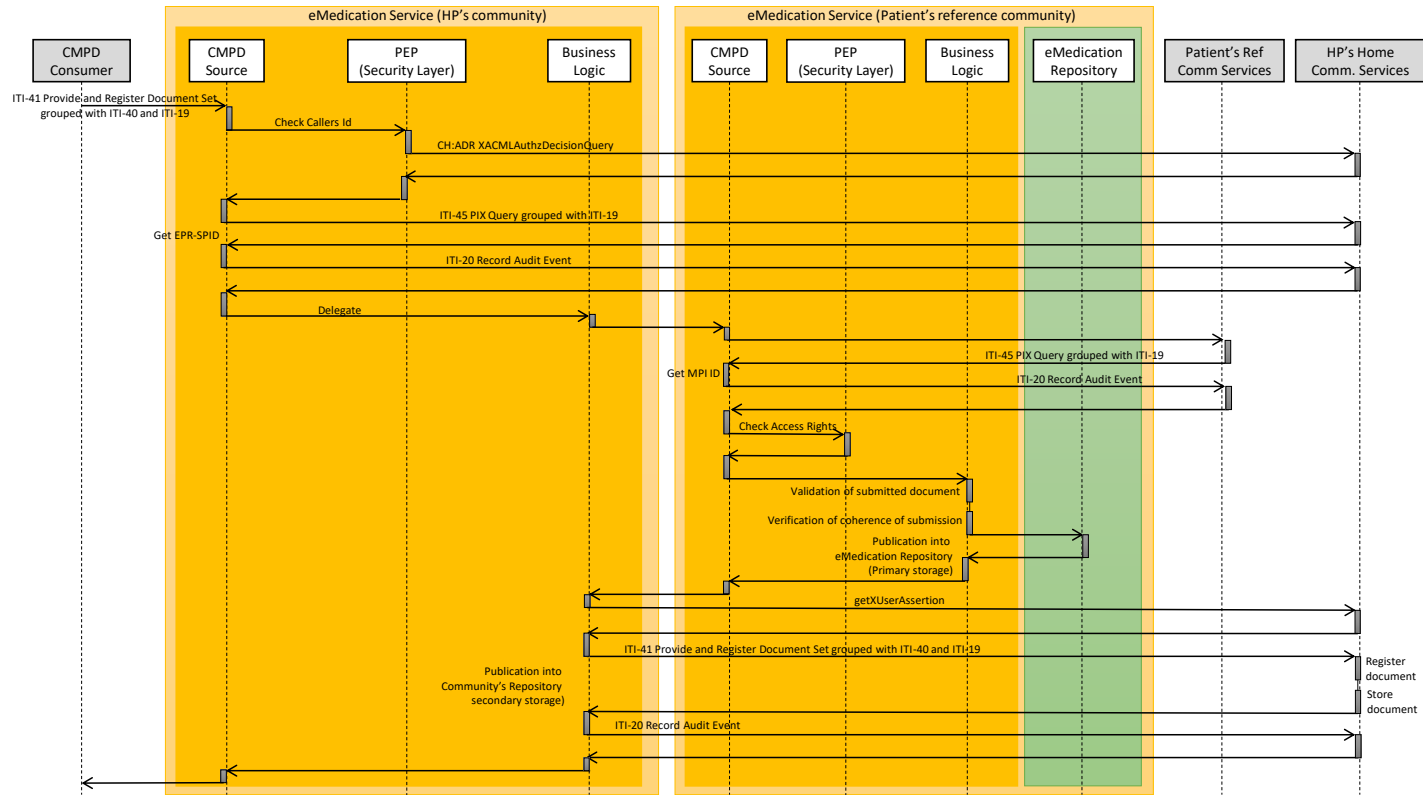 eMedication Service (HP's community)
eMedication Service (Patient's reference community)
CMPD
Consumer
CMPD
Source
PEP
(Security Layer)
Business
Logic
CMPD
Source
PEP
(Security Layer)
Business
Logic
eMedication
Repository
Patient's Ref
Comm Services
HP's Home
Comm. Services
ITI-41 Provide and Register Document Set
grouped with ITI-40 and ITI-19
Check Callers Id
CH:ADR XACMLAuthzDecisionQuery
ITI-45 PIX Query grouped with ITI-19
Get EPR-SPID
ITI-20 Record Audit Event
Delegate
ITI-45 PIX Query grouped with ITI-19
Get MPI ID
ITI-20 Record Audit Event
Check Access Rights
Validation of submitted document
Verification of coherence of submission
Publication into
eMedication Repository
(Primary storage)
getXUserAssertion
ITI-41 Provide and Register Document Set grouped with ITI-40 and ITI-19
Register
document
Publication into
Community's Repository
secondary storage)
Store
document
ITI-20 Record Audit Event